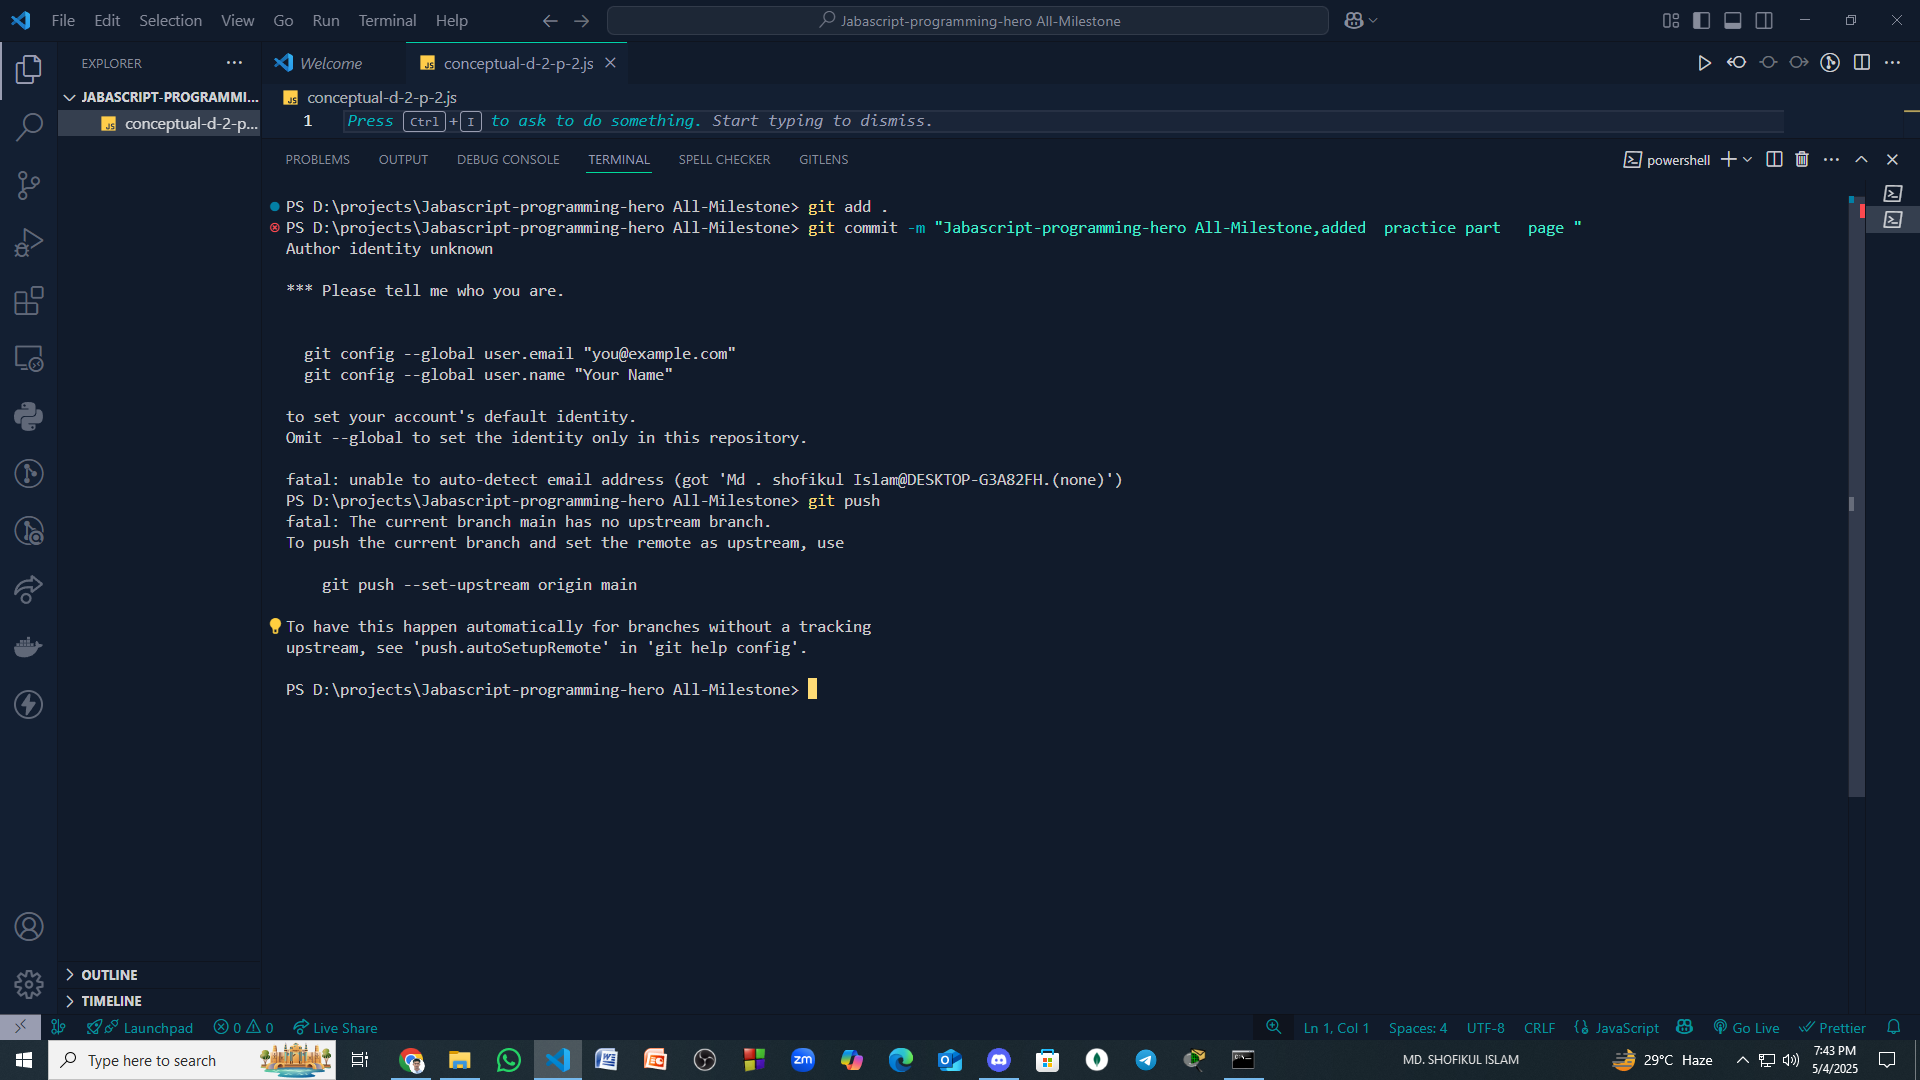 File Edit Selection View Go Run Terminal Help
Jabascript-programming-hero All-Milestone
EXPLORER
JABASCRIPT-PROGRAMMI...
conceptual-d-2-p...
Welcome
JS conceptual-d-2-p-2.js
JS conceptual-d-2-p-2.js
1 Press Ctrl+I to ask to do something. Start typing to dismiss.
PROBLEMS OUTPUT DEBUG CONSOLE TERMINAL SPELL CHECKER GITLENS
powershell
PS D:\projects\Jabascript-programming-hero All-Milestone> git add .
PS D:\projects\Jabascript-programming-hero All-Milestone> git commit -m "Jabascript-programming-hero All-Milestone,added  practice part   page "
Author identity unknown
*** Please tell me who you are.
git config --global user.email "you@example.com"
git config --global user.name "Your Name"
to set your account's default identity.
Omit --global to set the identity only in this repository.
fatal: unable to auto-detect email address (got 'Md . shofikul Islam@DESKTOP-G3A82FH.(none)')
PS D:\projects\Jabascript-programming-hero All-Milestone> git push
fatal: The current branch main has no upstream branch.
To push the current branch and set the remote as upstream, use
git push --set-upstream origin main
To have this happen automatically for branches without a tracking
upstream, see 'push.autoSetupRemote' in 'git help config'.
PS D:\projects\Jabascript-programming-hero All-Milestone>
OUTLINE
TIMELINE
Launchpad 0 0 Live Share
Ln 1, Col 1 Spaces: 4 UTF-8 CRLF {} JavaScript Go Live Prettier
Type here to search
zm
MD. SHOFIKUL ISLAM
29°C Haze
7:43 PM
5/4/2025